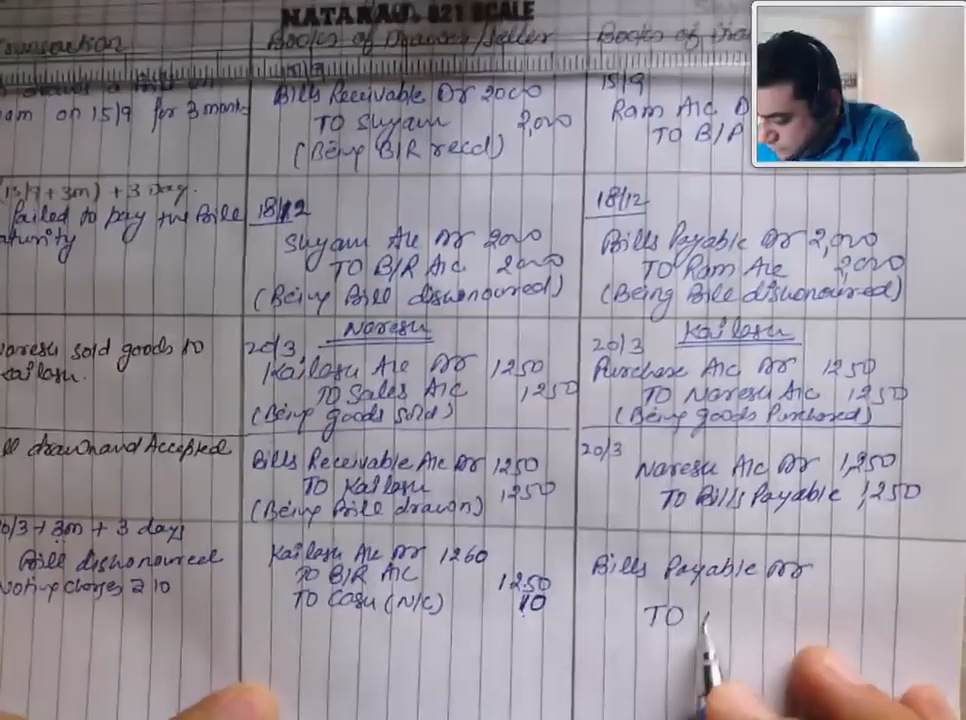 NATARAJ 621 SCALE
Transaction
Books of Drawer/Seller
Books of
on
am on 15/9 for 3 months
Bills Receivable Dr 2000
TO Shyam 2,000
(Being B/R recd)
15/9
Ram A/c D
TO B/P
(15/9 + 3m) + 3 Day.
failed to pay the Bill
aturity
18/12
Shyam A/c Dr 2000
TO B/R A/c 2000
(Being Bill dishonoured)
18/12
Bills Payable Dr 2,000
TO Ram A/c 2,000
(Being Bill dishonoured)
aresh sold goods to
Kailash.
Naresh
20/3
Kailash A/c Dr 1250
TO Sales A/c 1250
(Being goods sold)
Kailash
20/3
Purchase A/c Dr 1250
TO Naresh A/c 1250
(Being goods Purchased)
ll drawn and Accepted
Bills Receivable A/c Dr 1250
TO Kailash 1250
(Being Bill drawn)
20/3
Naresh A/c Dr 1,250
TO Bills Payable 1,250
0/3 + 3m + 3 days
Bill dishonoured
Noting charges ₹ 10
Kailash A/c Dr 1260
TO B/R A/c 1250
TO Cash (N/C) 10
Bills Payable Dr
TO